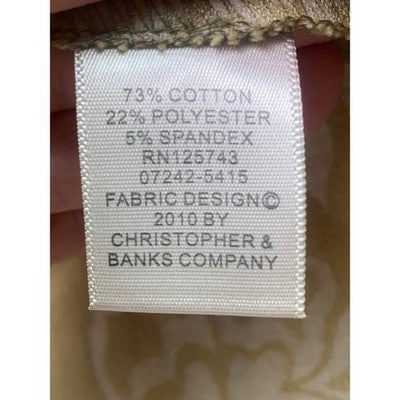 73% COTTON
22% POLYESTER
5% SPANDEX
RN125743
07242-5415
FABRIC DESIGN©
2010 BY
CHRISTOPHER &
BANKS COMPANY